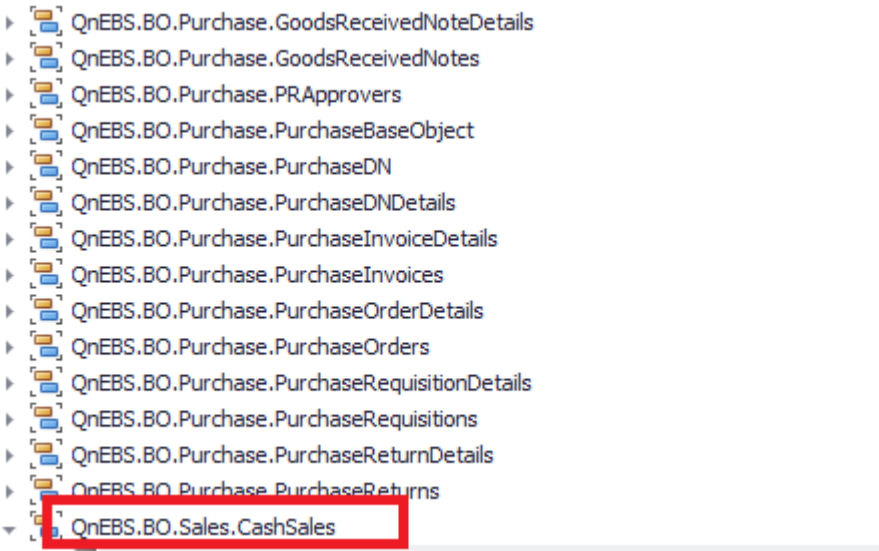 QnEBS.BO.Purchase.GoodsReceivedNoteDetails
QnEBS.BO.Purchase.GoodsReceivedNotes
QnEBS.BO.Purchase.PRApprovers
QnEBS.BO.Purchase.PurchaseBaseObject
QnEBS.BO.Purchase.PurchaseDN
QnEBS.BO.Purchase.PurchaseDNDetails
QnEBS.BO.Purchase.PurchaseInvoiceDetails
QnEBS.BO.Purchase.PurchaseInvoices
QnEBS.BO.Purchase.PurchaseOrderDetails
QnEBS.BO.Purchase.PurchaseOrders
QnEBS.BO.Purchase.PurchaseRequisitionDetails
QnEBS.BO.Purchase.PurchaseRequisitions
QnEBS.BO.Purchase.PurchaseReturnDetails
QnEBS.BO.Purchase.PurchaseReturns
QnEBS.BO.Sales.CashSales